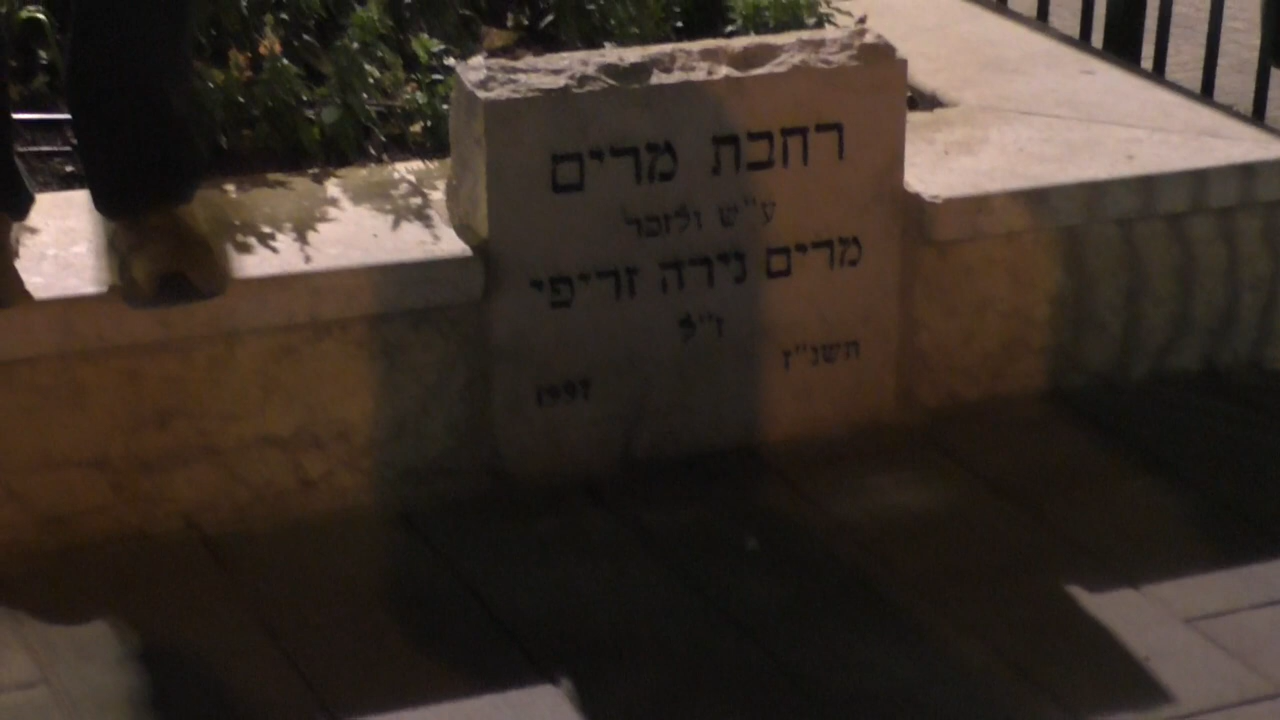 רחבת מרים
ע"ש ולזכר
מרים נירה זריפי
ז"ל
תשנ"ז
1997